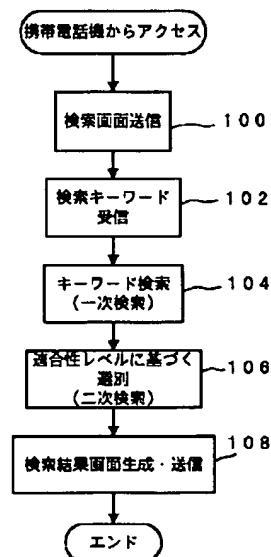 携帯電話機からアクセス
検索画面送信
100
検索キーワード
受信
102
キーワード検索
(一次検索)
104
適合性レベルに基づく
選別
(二次検索)
106
検索結果画面生成・送信
108
エンド